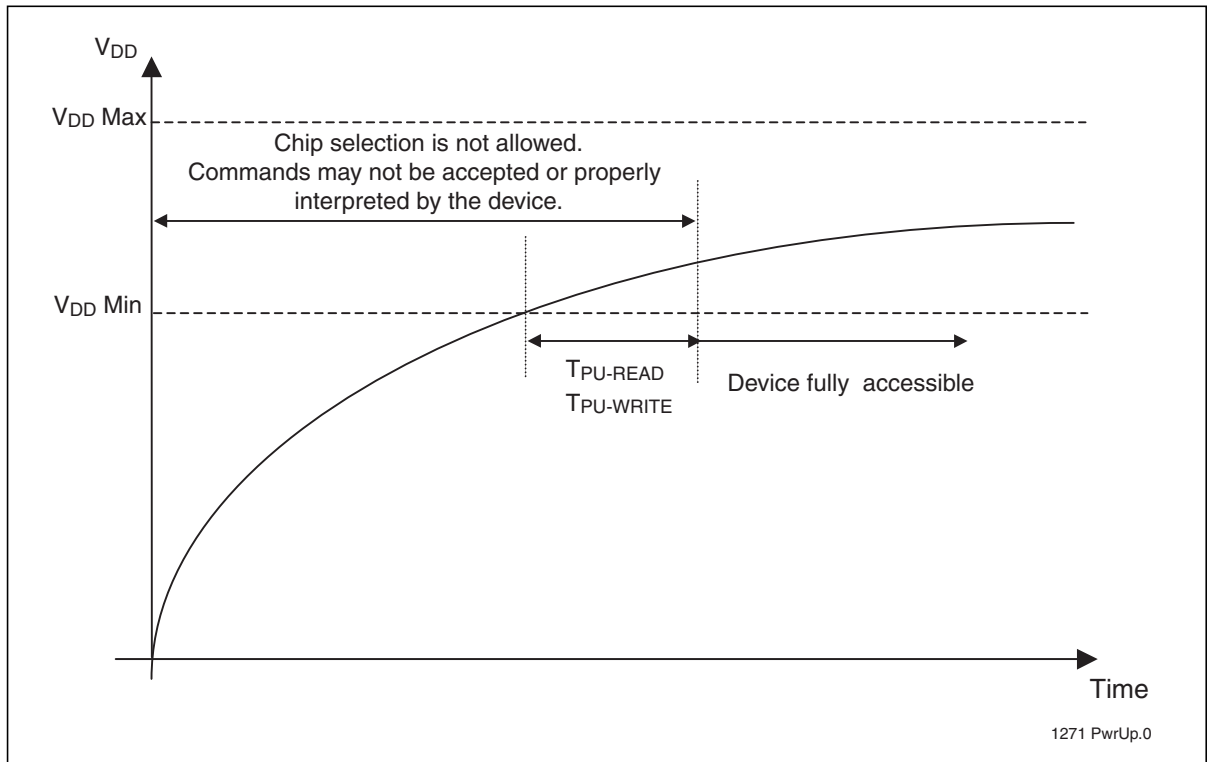 VDD
VDD Max
Chip selection is not allowed.
Commands may not be accepted or properly
interpreted by the device.
VDD Min
TPU-READ
TPU-WRITE
Device fully accessible
Time
1271 PwrUp.0